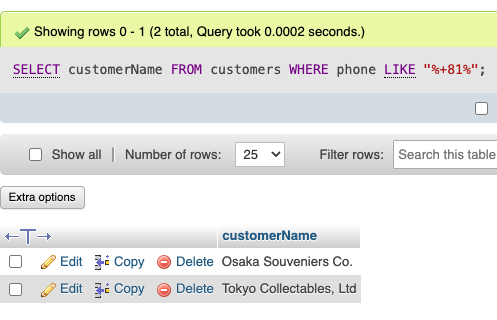 Showing rows 0 - 1 (2 total, Query took 0.0002 seconds.)
SELECT customerName FROM customers WHERE phone LIKE "%+81%";
Show all | Number of rows: 25 Filter rows: Search this table
Extra options
←T→ customerName
Edit Copy Delete Osaka Souveniers Co.
Edit Copy Delete Tokyo Collectables, Ltd